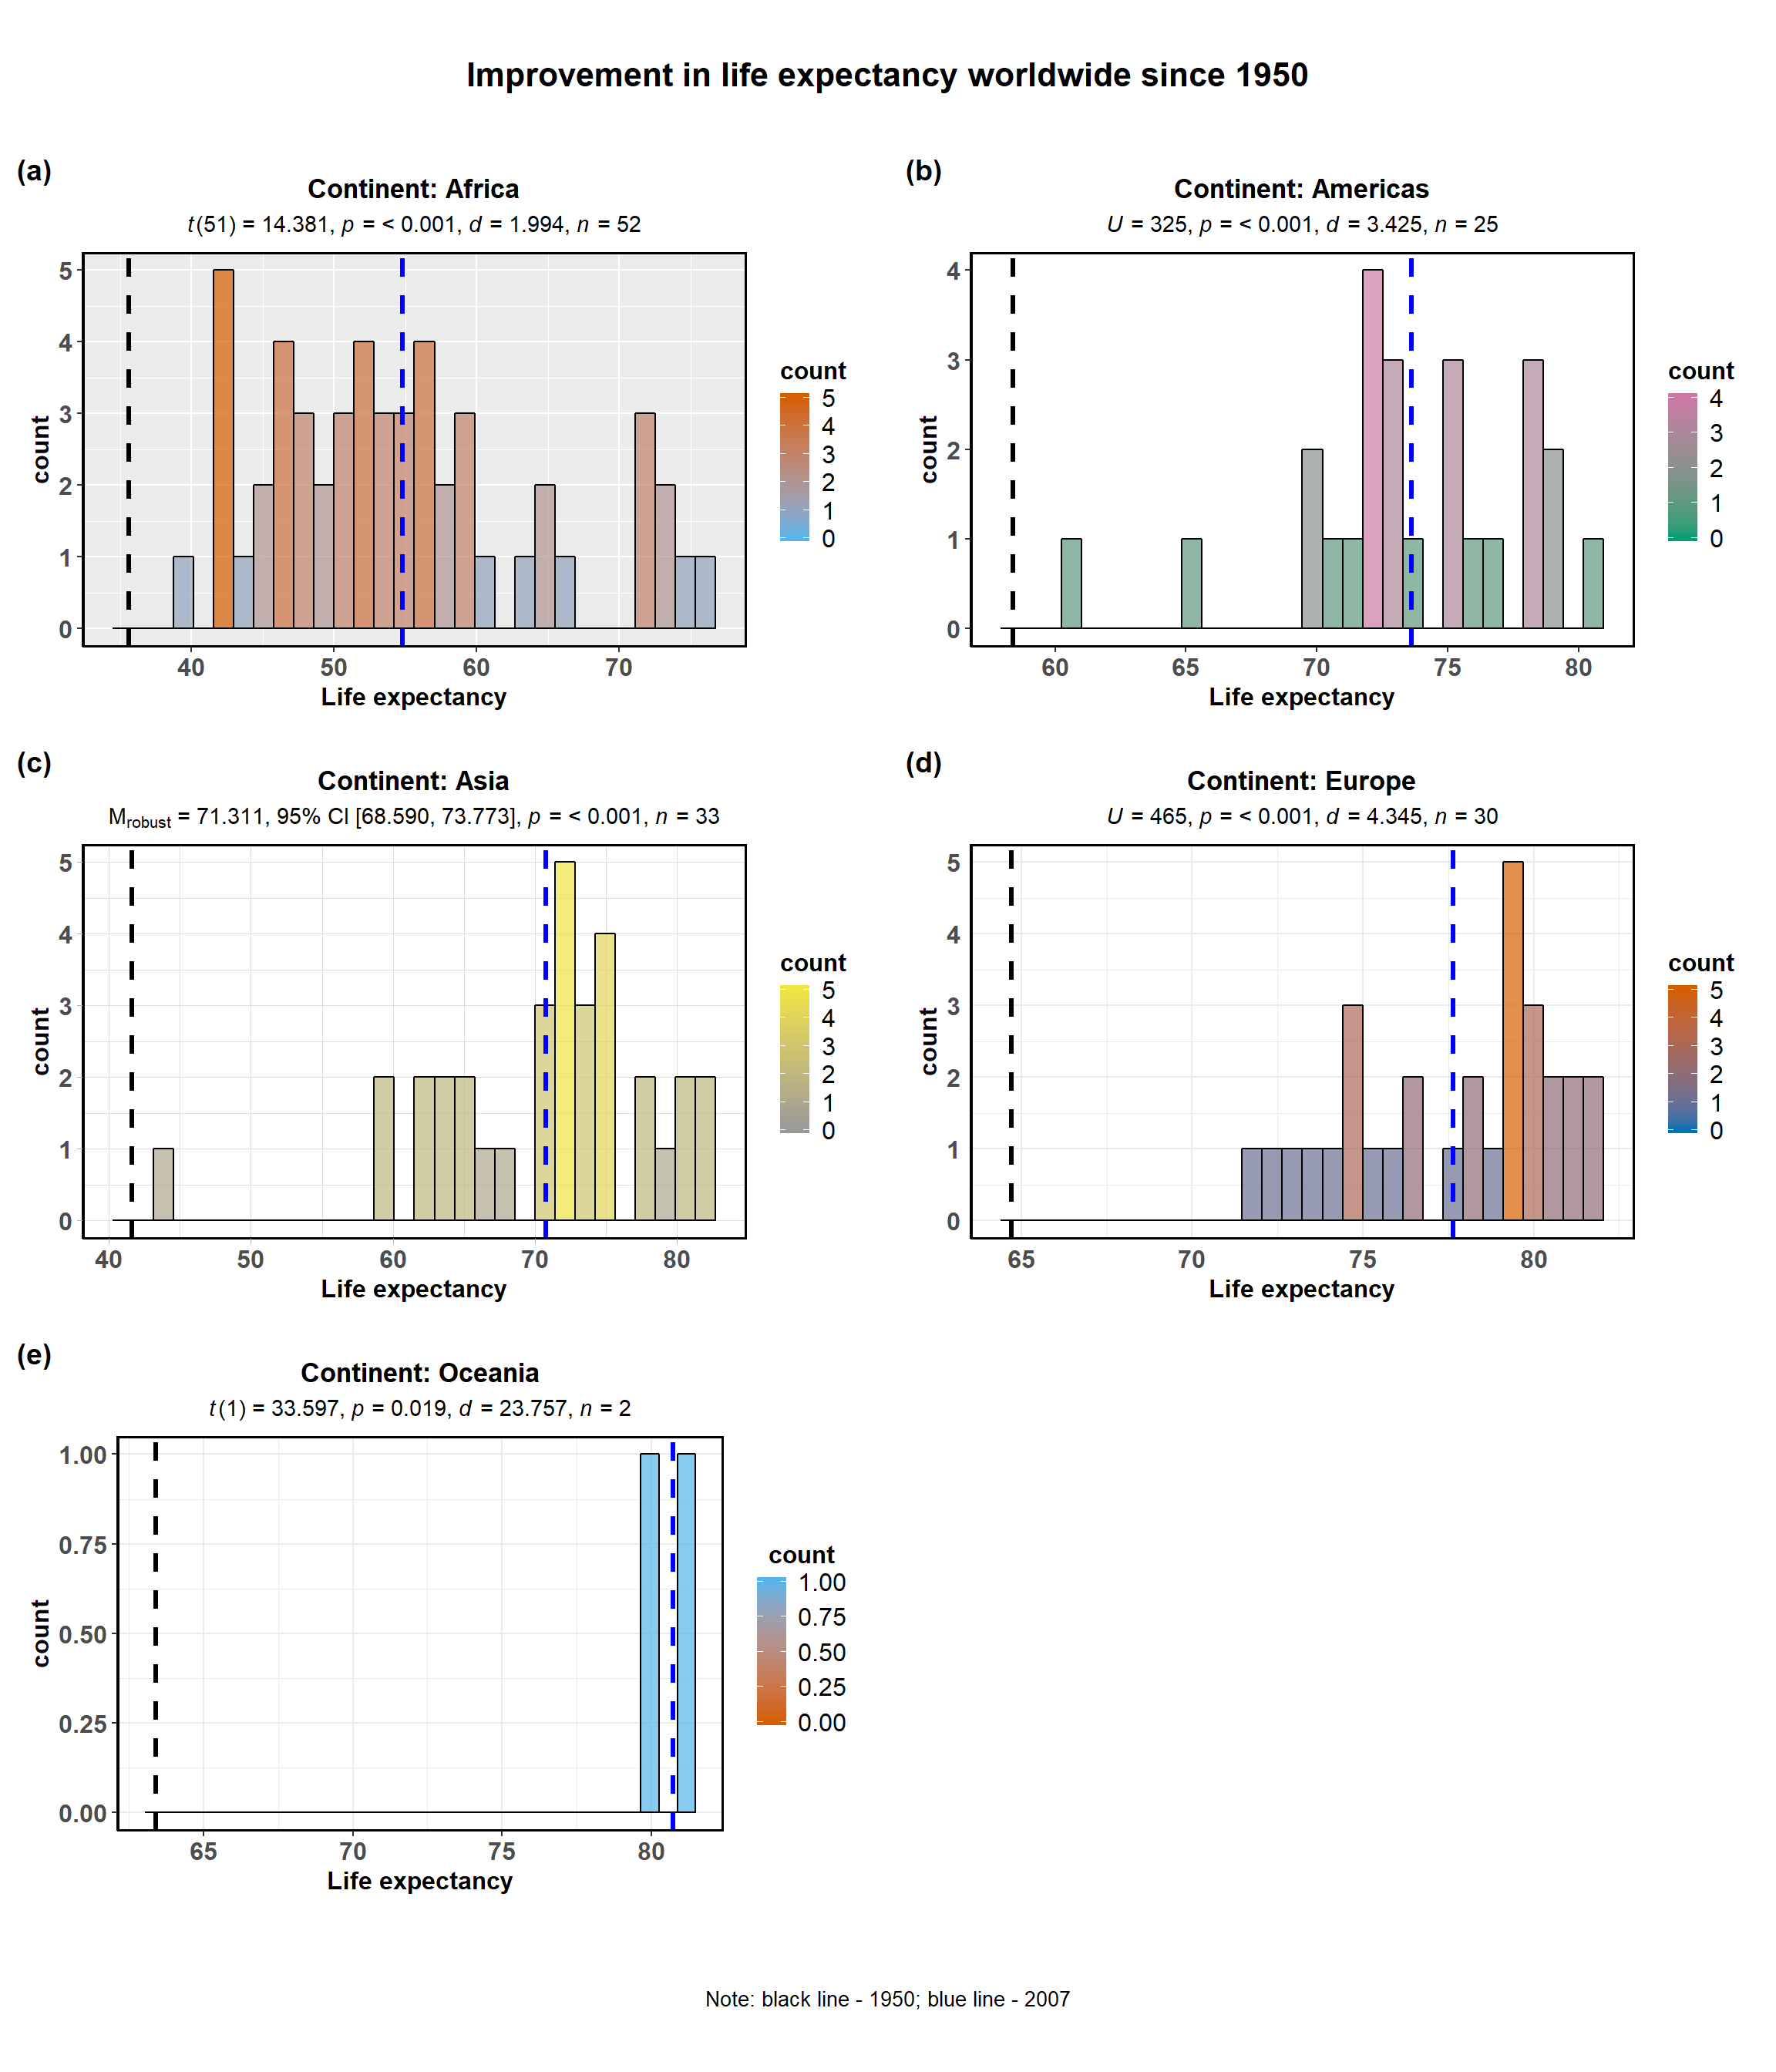 Improvement in life expectancy worldwide since 1950
(a)
Continent: Africa
t(51) = 14.381, p = < 0.001, d = 1.994, n = 52
count
5
4
3
2
1
0
40 50 60 70
Life expectancy
count
5
4
3
2
1
0
(b)
Continent: Americas
U = 325, p = < 0.001, d = 3.425, n = 25
count
4
3
2
1
0
60 65 70 75 80
Life expectancy
count
4
3
2
1
0
(c)
Continent: Asia
Mrobust = 71.311, 95% CI [68.590, 73.773], p = < 0.001, n = 33
count
5
4
3
2
1
0
40 50 60 70 80
Life expectancy
count
5
4
3
2
1
0
(d)
Continent: Europe
U = 465, p = < 0.001, d = 4.345, n = 30
count
5
4
3
2
1
0
65 70 75 80
Life expectancy
count
5
4
3
2
1
0
(e)
Continent: Oceania
t(1) = 33.597, p = 0.019, d = 23.757, n = 2
count
1.00
0.75
0.50
0.25
0.00
65 70 75 80
Life expectancy
count
1.00
0.75
0.50
0.25
0.00
Note: black line - 1950; blue line - 2007